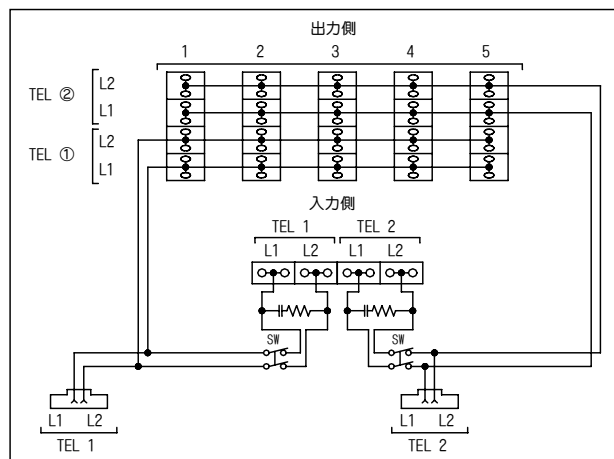 出力側
1 2 3 4 5
TEL ②
L2
L1
TEL ①
L2
L1
入力側
TEL 1 TEL 2
L1 L2 L1 L2
SW SW
L1 L2
TEL 1
L1 L2
TEL 2